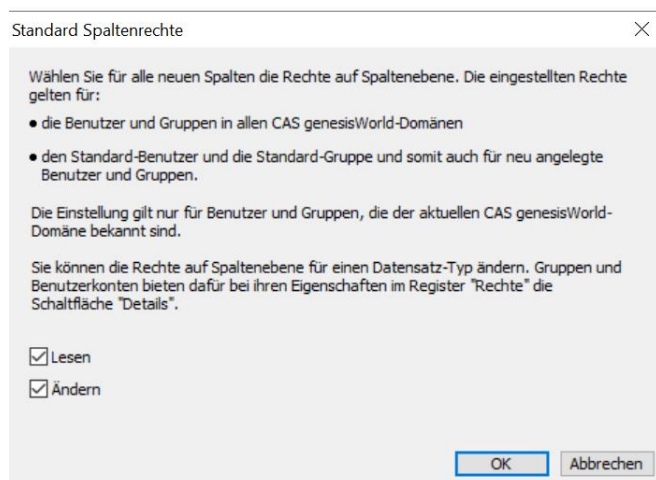 Standard Spaltenrechte
Wählen Sie für alle neuen Spalten die Rechte auf Spaltenebene. Die eingestellten Rechte
gelten für:
• die Benutzer und Gruppen in allen CAS genesisWorld-Domänen
• den Standard-Benutzer und die Standard-Gruppe und somit auch für neu angelegte
Benutzer und Gruppen.
Die Einstellung gilt nur für Benutzer und Gruppen, die der aktuellen CAS genesisWorld-
Domäne bekannt sind.
Sie können die Rechte auf Spaltenebene für einen Datensatz-Typ ändern. Gruppen und
Benutzerkonten bieten dafür bei ihren Eigenschaften im Register "Rechte" die
Schaltfläche "Details".
Lesen
Ändern
OK Abbrechen